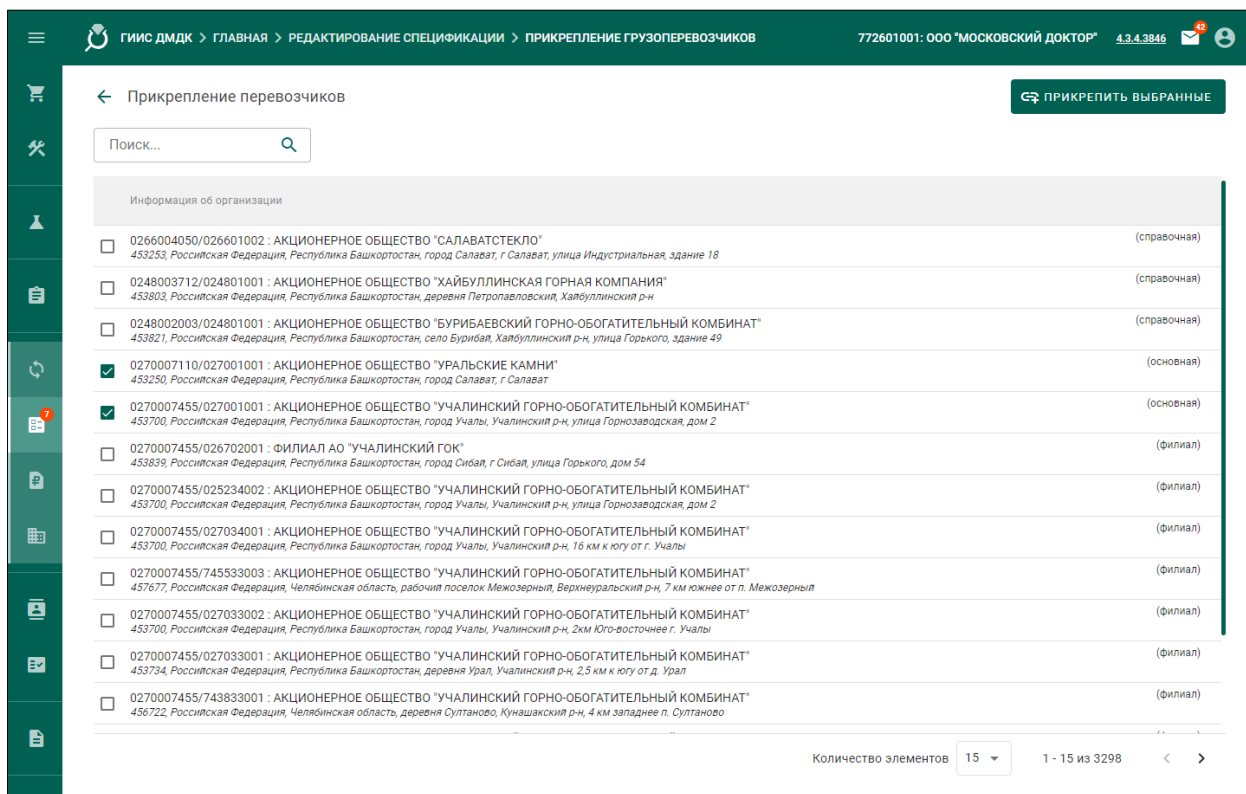 ГИИС ДМДК > ГЛАВНАЯ > РЕДАКТИРОВАНИЕ СПЕЦИФИКАЦИИ > ПРИКРЕПЛЕНИЕ ГРУЗОПЕРЕВОЗЧИКОВ 772601001: ООО "МОСКОВСКИЙ ДОКТОР" 4.3.4.3846 42
Прикрепление перевозчиков ПРИКРЕПИТЬ ВЫБРАННЫЕ
Поиск...
Информация об организации
0266004050/026601002 : АКЦИОНЕРНОЕ ОБЩЕСТВО "САЛАВАТСТЕКЛО" (справочная)
453253, Российская Федерация, Республика Башкортостан, город Салават, г Салават, улица Индустриальная, здание 18
0248003712/024801001 : АКЦИОНЕРНОЕ ОБЩЕСТВО "ХАЙБУЛЛИНСКАЯ ГОРНАЯ КОМПАНИЯ" (справочная)
453803, Российская Федерация, Республика Башкортостан, деревня Петропавловский, Хайбуллинский р-н
0248002003/024801001 : АКЦИОНЕРНОЕ ОБЩЕСТВО "БУРИБАЕВСКИЙ ГОРНО-ОБОГАТИТЕЛЬНЫЙ КОМБИНАТ" (справочная)
453821, Российская Федерация, Республика Башкортостан, село Бурибай, Хайбуллинский р-н, улица Горького, здание 49
0270007110/027001001 : АКЦИОНЕРНОЕ ОБЩЕСТВО "УРАЛЬСКИЕ КАМНИ" (основная)
453250, Российская Федерация, Республика Башкортостан, город Салават, г Салават
0270007455/027001001 : АКЦИОНЕРНОЕ ОБЩЕСТВО "УЧАЛИНСКИЙ ГОРНО-ОБОГАТИТЕЛЬНЫЙ КОМБИНАТ" (основная)
453700, Российская Федерация, Республика Башкортостан, город Учалы, Учалинский р-н, улица Горнозаводская, дом 2
7
0270007455/026702001 : ФИЛИАЛ АО "УЧАЛИНСКИЙ ГОК" (филиал)
453839, Российская Федерация, Республика Башкортостан, город Сибай, г Сибай, улица Горького, дом 54
0270007455/025234002 : АКЦИОНЕРНОЕ ОБЩЕСТВО "УЧАЛИНСКИЙ ГОРНО-ОБОГАТИТЕЛЬНЫЙ КОМБИНАТ" (филиал)
453700, Российская Федерация, Республика Башкортостан, город Учалы, Учалинский р-н, улица Горнозаводская, дом 2
0270007455/027034001 : АКЦИОНЕРНОЕ ОБЩЕСТВО "УЧАЛИНСКИЙ ГОРНО-ОБОГАТИТЕЛЬНЫЙ КОМБИНАТ" (филиал)
453700, Российская Федерация, Республика Башкортостан, город Учалы, Учалинский р-н, 16 км к югу от г. Учалы
0270007455/745533003 : АКЦИОНЕРНОЕ ОБЩЕСТВО "УЧАЛИНСКИЙ ГОРНО-ОБОГАТИТЕЛЬНЫЙ КОМБИНАТ" (филиал)
457677, Российская Федерация, Челябинская область, рабочий поселок Межозерный, Верхнеуральский р-н, 7 км южнее от п. Межозерный
0270007455/027033002 : АКЦИОНЕРНОЕ ОБЩЕСТВО "УЧАЛИНСКИЙ ГОРНО-ОБОГАТИТЕЛЬНЫЙ КОМБИНАТ" (филиал)
453700, Российская Федерация, Республика Башкортостан, город Учалы, Учалинский р-н, 2км Юго-восточнее г. Учалы
0270007455/027033001 : АКЦИОНЕРНОЕ ОБЩЕСТВО "УЧАЛИНСКИЙ ГОРНО-ОБОГАТИТЕЛЬНЫЙ КОМБИНАТ" (филиал)
453734, Российская Федерация, Республика Башкортостан, деревня Урал, Учалинский р-н, 2,5 км к югу от д. Урал
0270007455/743833001 : АКЦИОНЕРНОЕ ОБЩЕСТВО "УЧАЛИНСКИЙ ГОРНО-ОБОГАТИТЕЛЬНЫЙ КОМБИНАТ" (филиал)
456722, Российская Федерация, Челябинская область, деревня Султаново, Кунашакский р-н, 4 км западнее п. Султаново
Количество элементов 15 1 - 15 из 3298